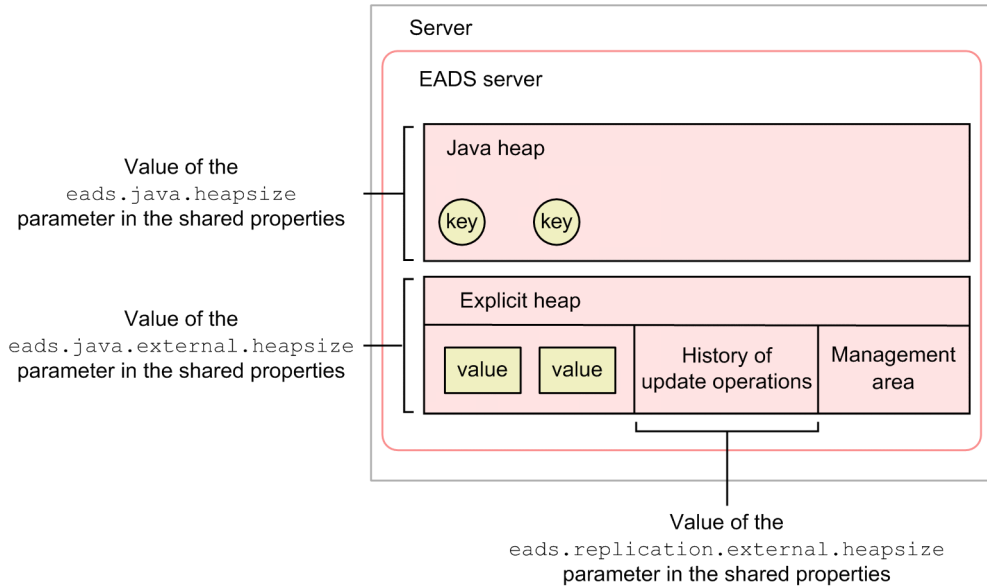 Server
EADS server
Java heap
key
key
Value of the
eads.java.heapsize
parameter in the shared properties
Explicit heap
value
value
History of
update operations
Management
area
Value of the
eads.java.external.heapsize
parameter in the shared properties
Value of the
eads.replication.external.heapsize
parameter in the shared properties